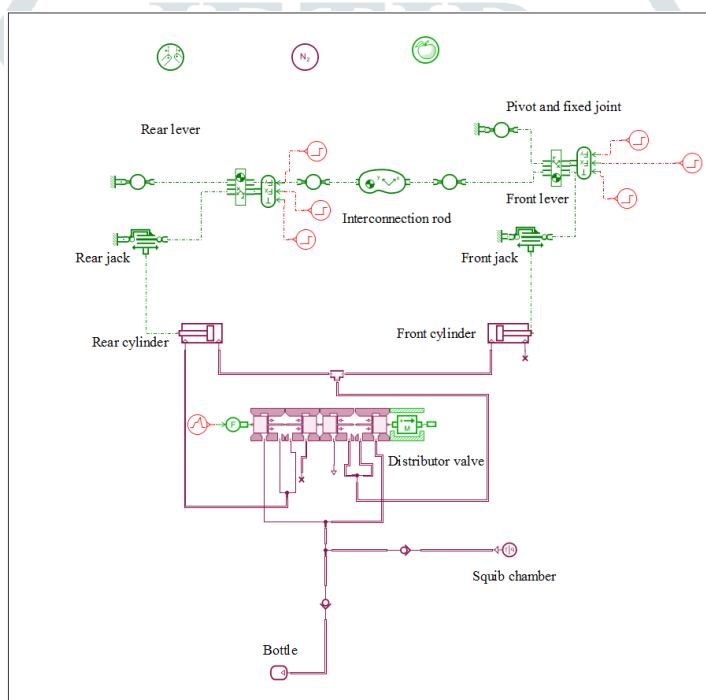 N₂
Pivot and fixed joint
Rear lever
Front lever
Interconnection rod
Rear jack
Front jack
Front cylinder
Rear cylinder
F
M
Distributor valve
Squib chamber
Bottle